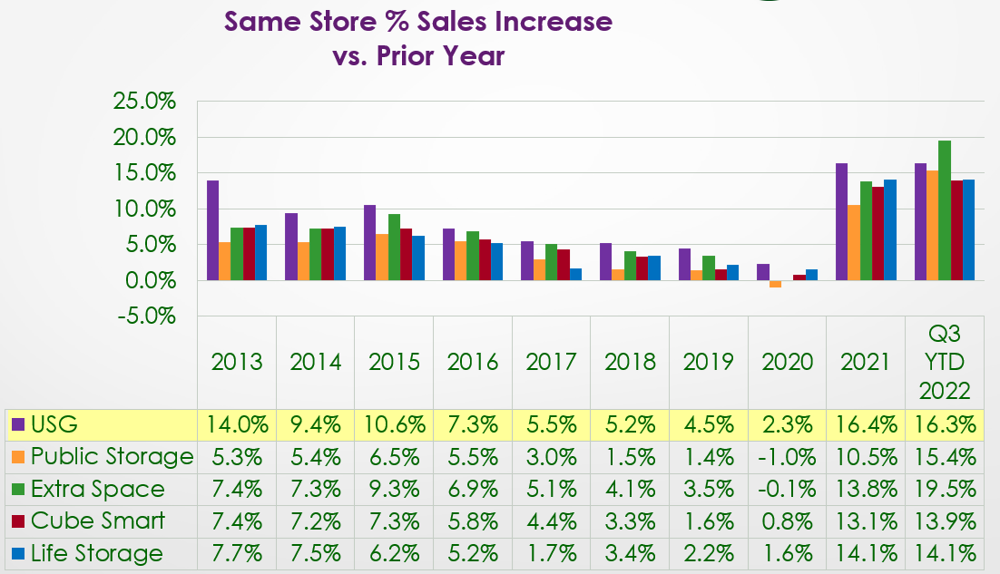 Same Store % Sales Increase
vs. Prior Year
25.0%
20.0%
15.0%
10.0%
5.0%
0.0%
-5.0%
2013 2014 2015 2016 2017 2018 2019 2020 2021 Q3 YTD 2022
USG 14.0% 9.4% 10.6% 7.3% 5.5% 5.2% 4.5% 2.3% 16.4% 16.3%
Public Storage 5.3% 5.4% 6.5% 5.5% 3.0% 1.5% 1.4% -1.0% 10.5% 15.4%
Extra Space 7.4% 7.3% 9.3% 6.9% 5.1% 4.1% 3.5% -0.1% 13.8% 19.5%
Cube Smart 7.4% 7.2% 7.3% 5.8% 4.4% 3.3% 1.6% 0.8% 13.1% 13.9%
Life Storage 7.7% 7.5% 6.2% 5.2% 1.7% 3.4% 2.2% 1.6% 14.1% 14.1%